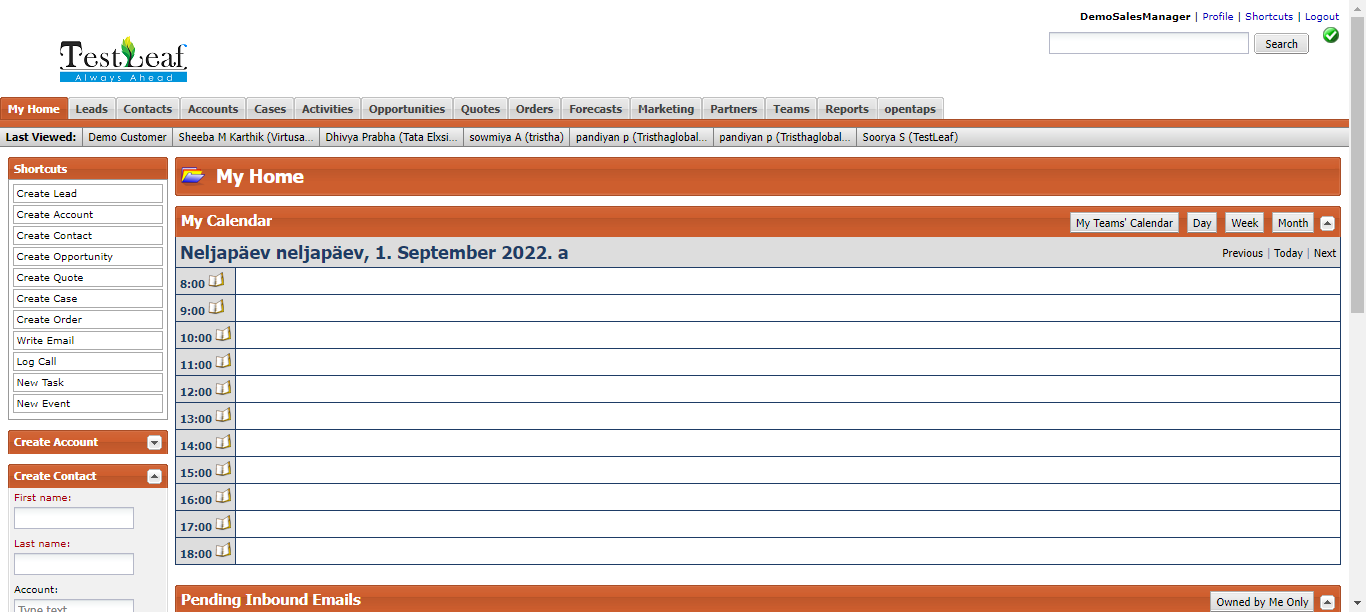 DemoSalesManager | Profile | Shortcuts | Logout
Search
TestLeaf
Always Ahead
My Home Leads Contacts Accounts Cases Activities Opportunities Quotes Orders Forecasts Marketing Partners Teams Reports opentaps
Last Viewed: Demo Customer Sheeba M Karthik (Virtusa... Dhivya Prabha (Tata Elxsi... sowmiya A (tristha) pandiyan p (Tristhaglobal... pandiyan p (Tristhaglobal... Soorya S (TestLeaf)
Shortcuts
Create Lead
Create Account
Create Contact
Create Opportunity
Create Quote
Create Case
Create Order
Write Email
Log Call
New Task
New Event
Create Account
Create Contact
First name:
Last name:
Account:
Type text
My Home
My Calendar My Teams' Calendar Day Week Month
Neljapäev neljapäev, 1. September 2022. a Previous | Today | Next
8:00
9:00
10:00
11:00
12:00
13:00
14:00
15:00
16:00
17:00
18:00
Pending Inbound Emails Owned by Me Only